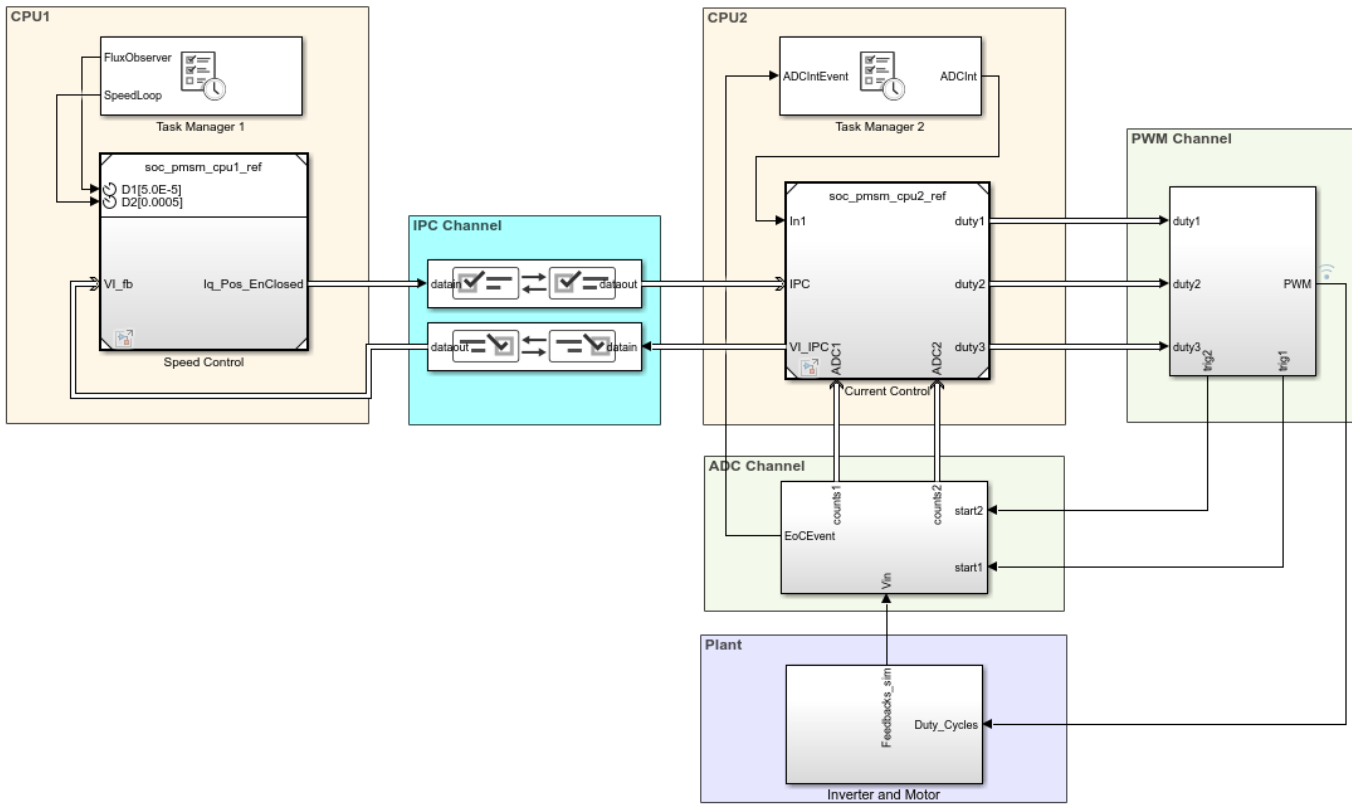 CPU1
FluxObserver
SpeedLoop
Task Manager 1
soc_pmsm_cpu1_ref
D1[5.0E-5]
D2[0.0005]
VI_fb
Iq_Pos_EnClosed
Speed Control
IPC Channel
datain
dataout
dataout
datain
CPU2
ADCIntEvent
ADCInt
Task Manager 2
soc_pmsm_cpu2_ref
In1
duty1
IPC
duty2
VI_IPC
ADC1
ADC2
duty3
Current Control
PWM Channel
duty1
duty2
PWM
duty3
trig2
trig1
ADC Channel
counts1
counts2
start2
EoCEvent
start1
Vin
Plant
Feedbacks_sim
Duty_Cycles
Inverter and Motor